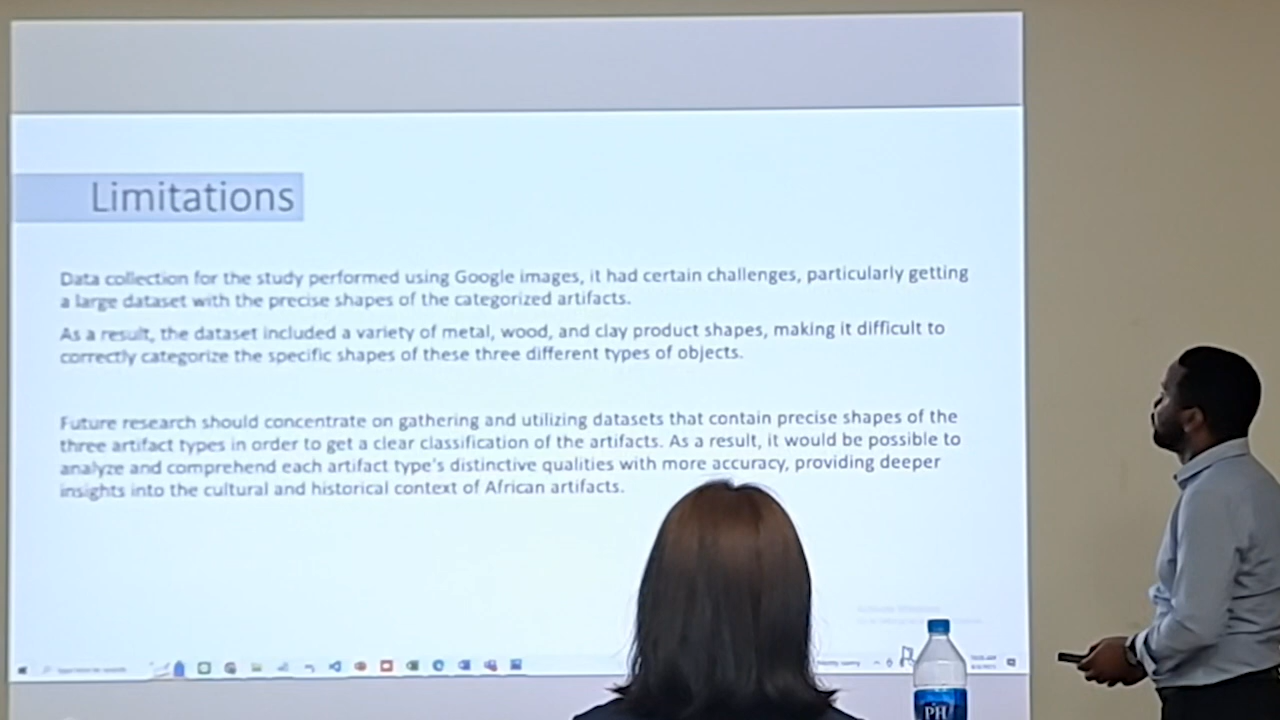 Limitations
Data collection for the study performed using Google images, it had certain challenges, particularly getting
a large dataset with the precise shapes of the categorized artifacts.
As a result, the dataset included a variety of metal, wood, and clay product shapes, making it difficult to
correctly categorize the specific shapes of these three different types of objects.
Future research should concentrate on gathering and utilizing datasets that contain precise shapes of the
three artifact types in order to get a clear classification of the artifacts. As a result, it would be possible to
analyze and comprehend each artifact type's distinctive qualities with more accuracy, providing deeper
insights into the cultural and historical context of African artifacts.
Activate Windows
PH